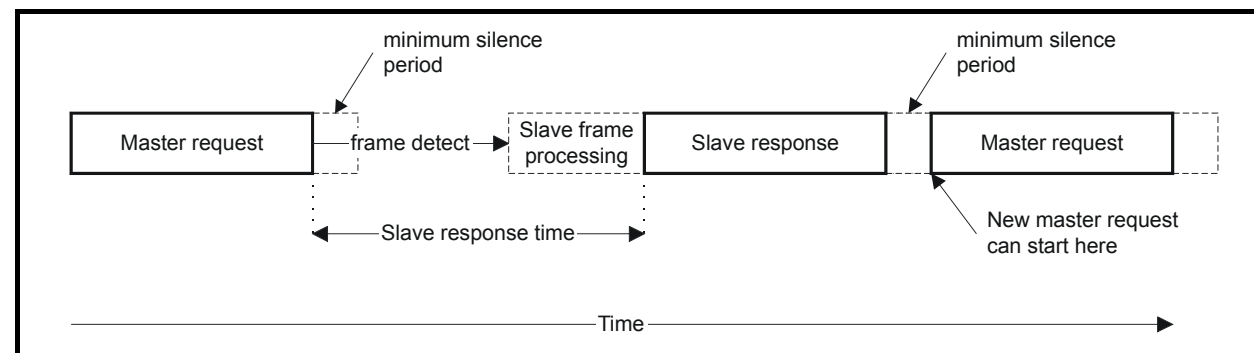 minimum silence
period
minimum silence
period
Master request
frame detect
Slave frame
processing
Slave response
Master request
Slave response time
New master request
can start here
Time